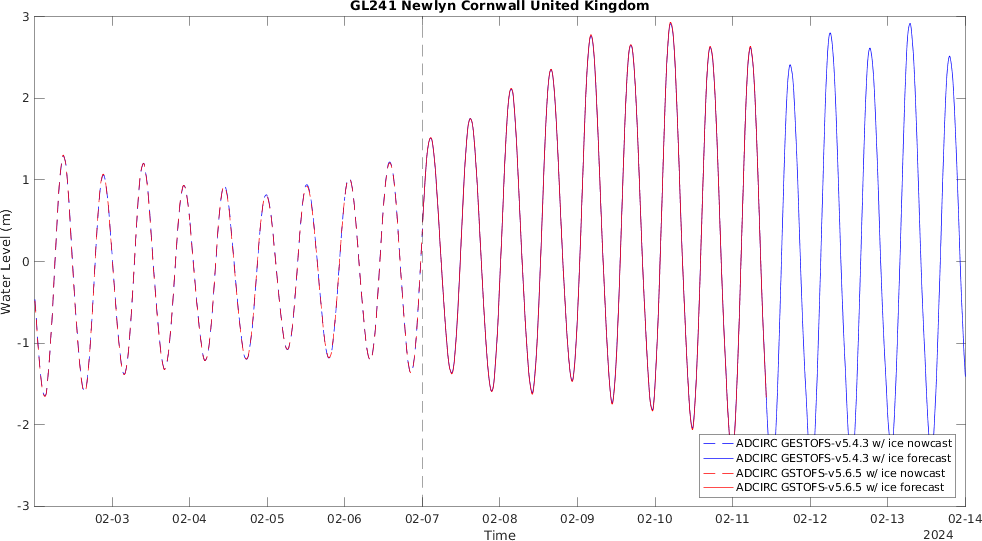 GL241 Newlyn Cornwall United Kingdom
3
2
1
0
-1
-2
-3
Water Level (m)
ADCIRC GESTOFS-v5.4.3 w/ ice nowcast
ADCIRC GESTOFS-v5.4.3 w/ ice forecast
ADCIRC GSTOFS-v5.6.5 w/ ice nowcast
ADCIRC GSTOFS-v5.6.5 w/ ice forecast
02-03 02-04 02-05 02-06 02-07 02-08 02-09 02-10 02-11 02-12 02-13 02-14
Time
2024